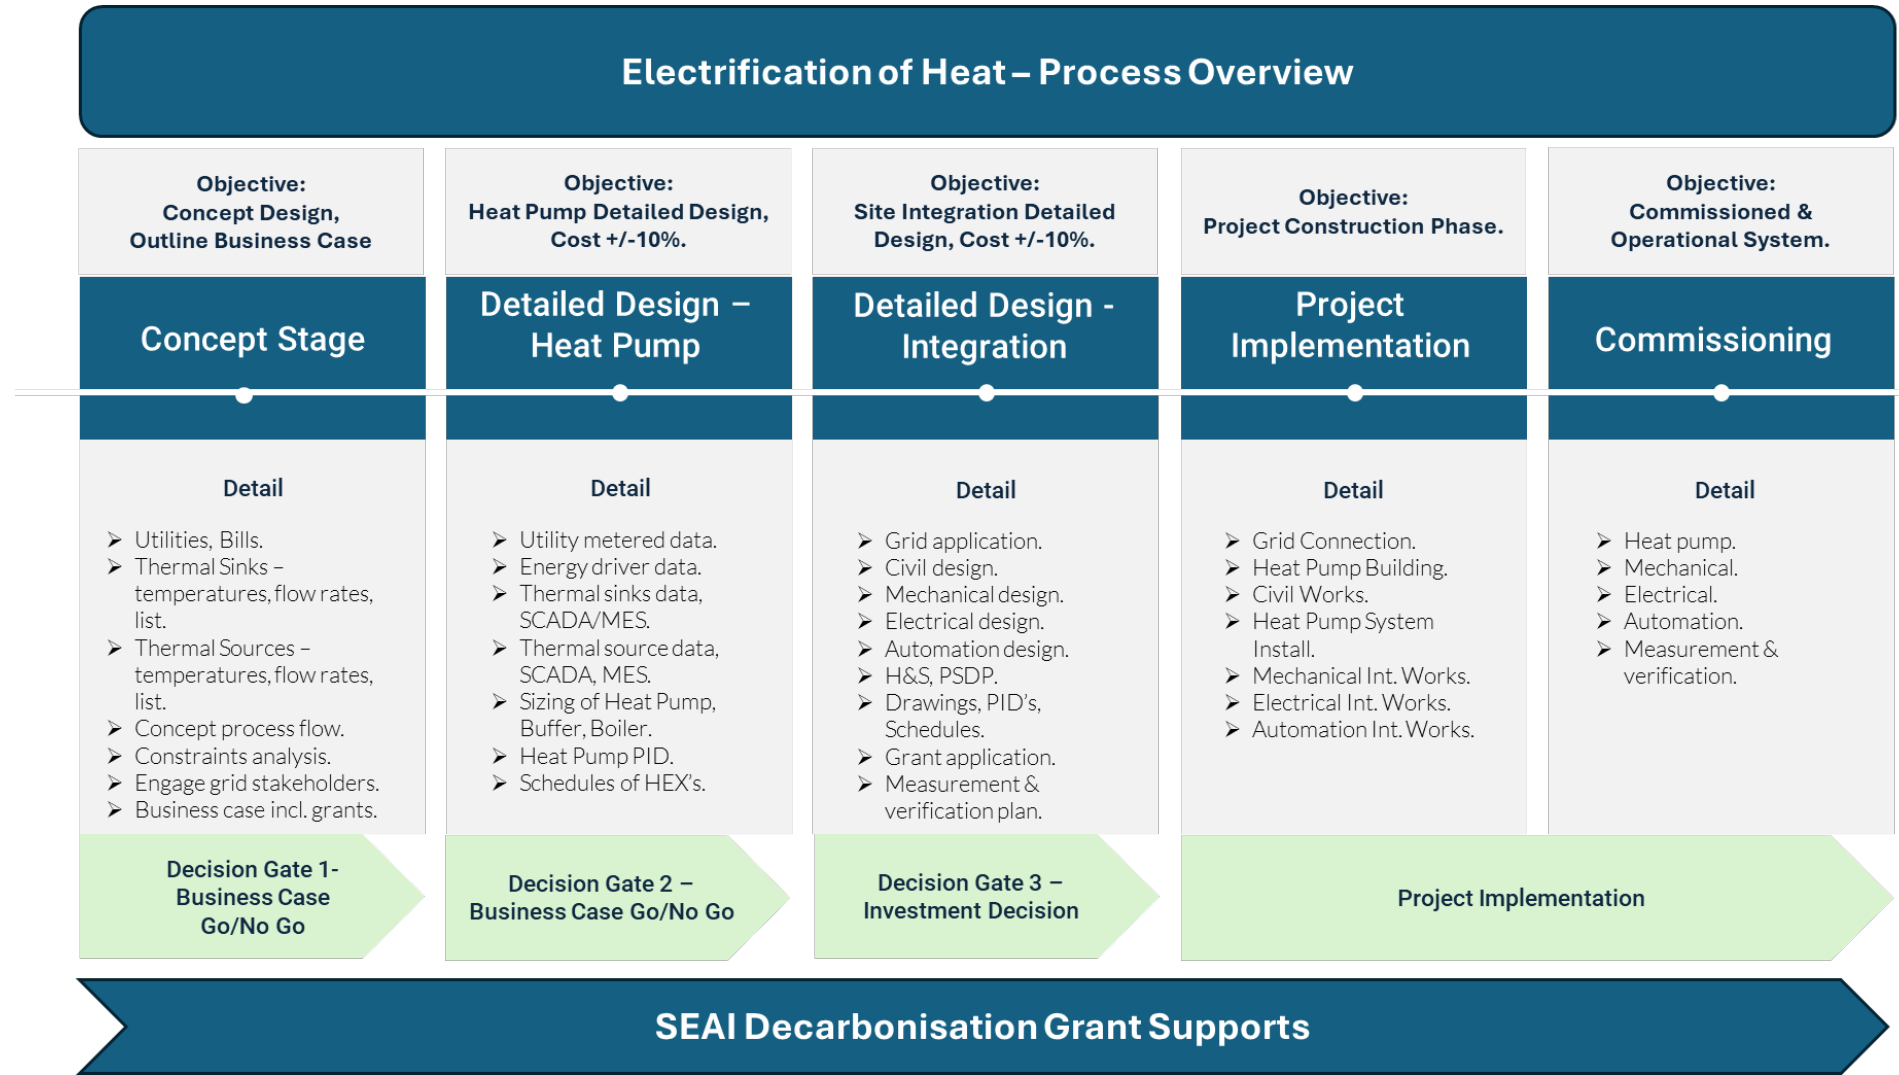 Electrification of Heat – Process Overview
Objective:
Concept Design,
Outline Business Case
Objective:
Heat Pump Detailed Design,
Cost +/-10%.
Objective:
Site Integration Detailed
Design, Cost +/-10%.
Objective:
Project Construction Phase.
Objective:
Commissioned &
Operational System.
Concept Stage
Detailed Design –
Heat Pump
Detailed Design -
Integration
Project
Implementation
Commissioning
Detail
➢ Utilities, Bills.
➢ Thermal Sinks –
temperatures, flow rates,
list.
➢ Thermal Sources –
temperatures, flow rates,
list.
➢ Concept process flow.
➢ Constraints analysis.
➢ Engage grid stakeholders.
➢ Business case incl. grants.
Detail
➢ Utility metered data.
➢ Energy driver data.
➢ Thermal sinks data,
SCADA/MES.
➢ Thermal source data,
SCADA, MES.
➢ Sizing of Heat Pump,
Buffer, Boiler.
➢ Heat Pump PID.
➢ Schedules of HEX's.
Detail
➢ Grid application.
➢ Civil design.
➢ Mechanical design.
➢ Electrical design.
➢ Automation design.
➢ H&S, PSDP.
➢ Drawings, PID's,
Schedules.
➢ Grant application.
➢ Measurement &
verification plan.
Detail
➢ Grid Connection.
➢ Heat Pump Building.
➢ Civil Works.
➢ Heat Pump System
Install.
➢ Mechanical Int. Works.
➢ Electrical Int. Works.
➢ Automation Int. Works.
Detail
➢ Heat pump.
➢ Mechanical.
➢ Electrical.
➢ Automation.
➢ Measurement &
verification.
Decision Gate 1-
Business Case
Go/No Go
Decision Gate 2 –
Business Case Go/No Go
Decision Gate 3 –
Investment Decision
Project Implementation
SEAI Decarbonisation Grant Supports